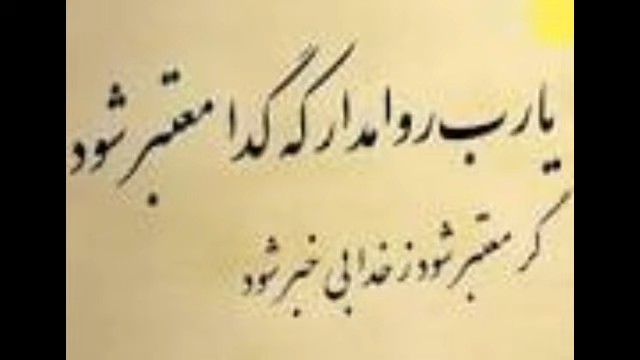 یارب روا مدار که گدا معتبر شود
گر معتبر شود ز خدا بی خبر شود